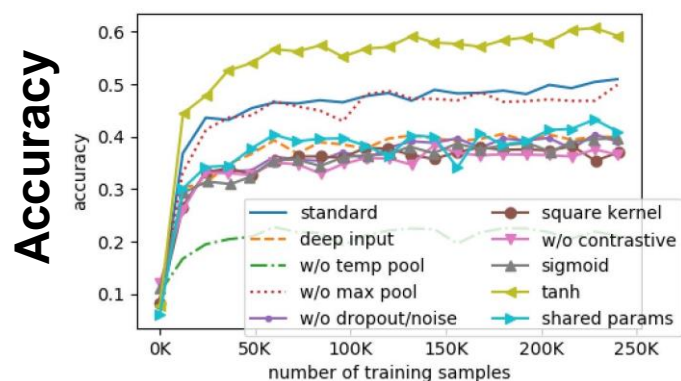 Accuracy
accuracy
0.6
0.5
0.4
0.3
0.2
0.1
standard
deep input
w/o temp pool
w/o max pool
w/o dropout/noise
square kernel
w/o contrastive
sigmoid
tanh
shared params
0K 50K 100K 150K 200K 250K
number of training samples